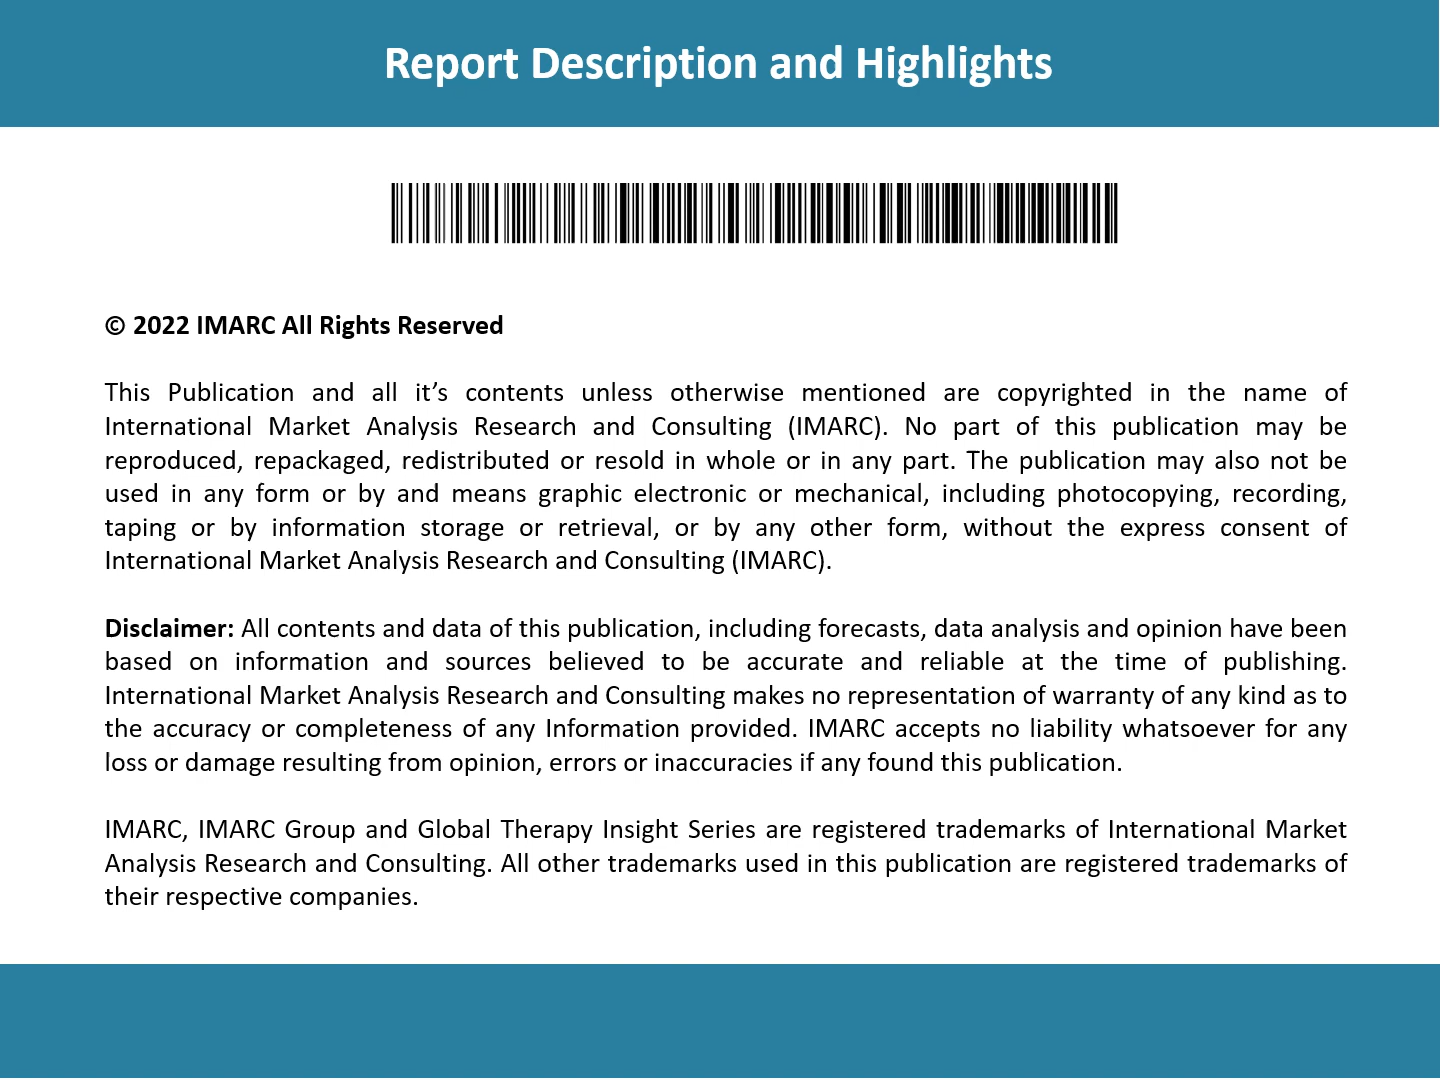 Report Description and Highlights
© 2022 IMARC All Rights Reserved
This Publication and all it’s contents unless otherwise mentioned are copyrighted in the name of
International Market Analysis Research and Consulting (IMARC). No part of this publication may be
reproduced, repackaged, redistributed or resold in whole or in any part. The publication may also not be
used in any form or by and means graphic electronic or mechanical, including photocopying, recording,
taping or by information storage or retrieval, or by any other form, without the express consent of
International Market Analysis Research and Consulting (IMARC).
Disclaimer: All contents and data of this publication, including forecasts, data analysis and opinion have been
based on information and sources believed to be accurate and reliable at the time of publishing.
International Market Analysis Research and Consulting makes no representation of warranty of any kind as to
the accuracy or completeness of any Information provided. IMARC accepts no liability whatsoever for any
loss or damage resulting from opinion, errors or inaccuracies if any found this publication.
IMARC, IMARC Group and Global Therapy Insight Series are registered trademarks of International Market
Analysis Research and Consulting. All other trademarks used in this publication are registered trademarks of
their respective companies.